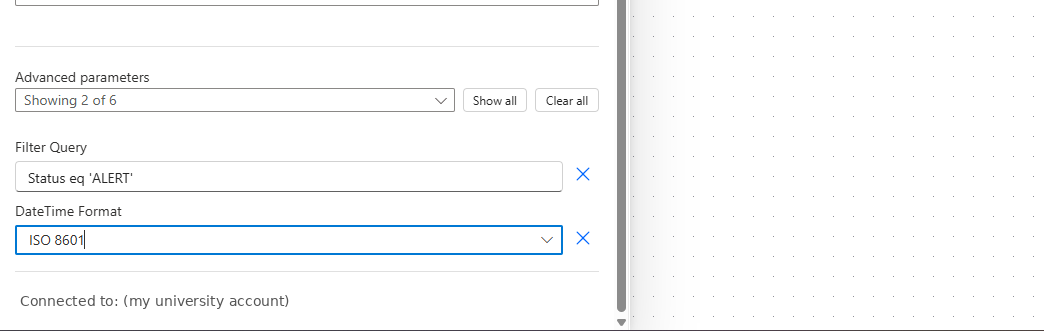 Advanced parameters
Showing 2 of 6
Show all
Clear all
Filter Query
Status eq 'ALERT'
DateTime Format
ISO 8601
Connected to: (my university account)